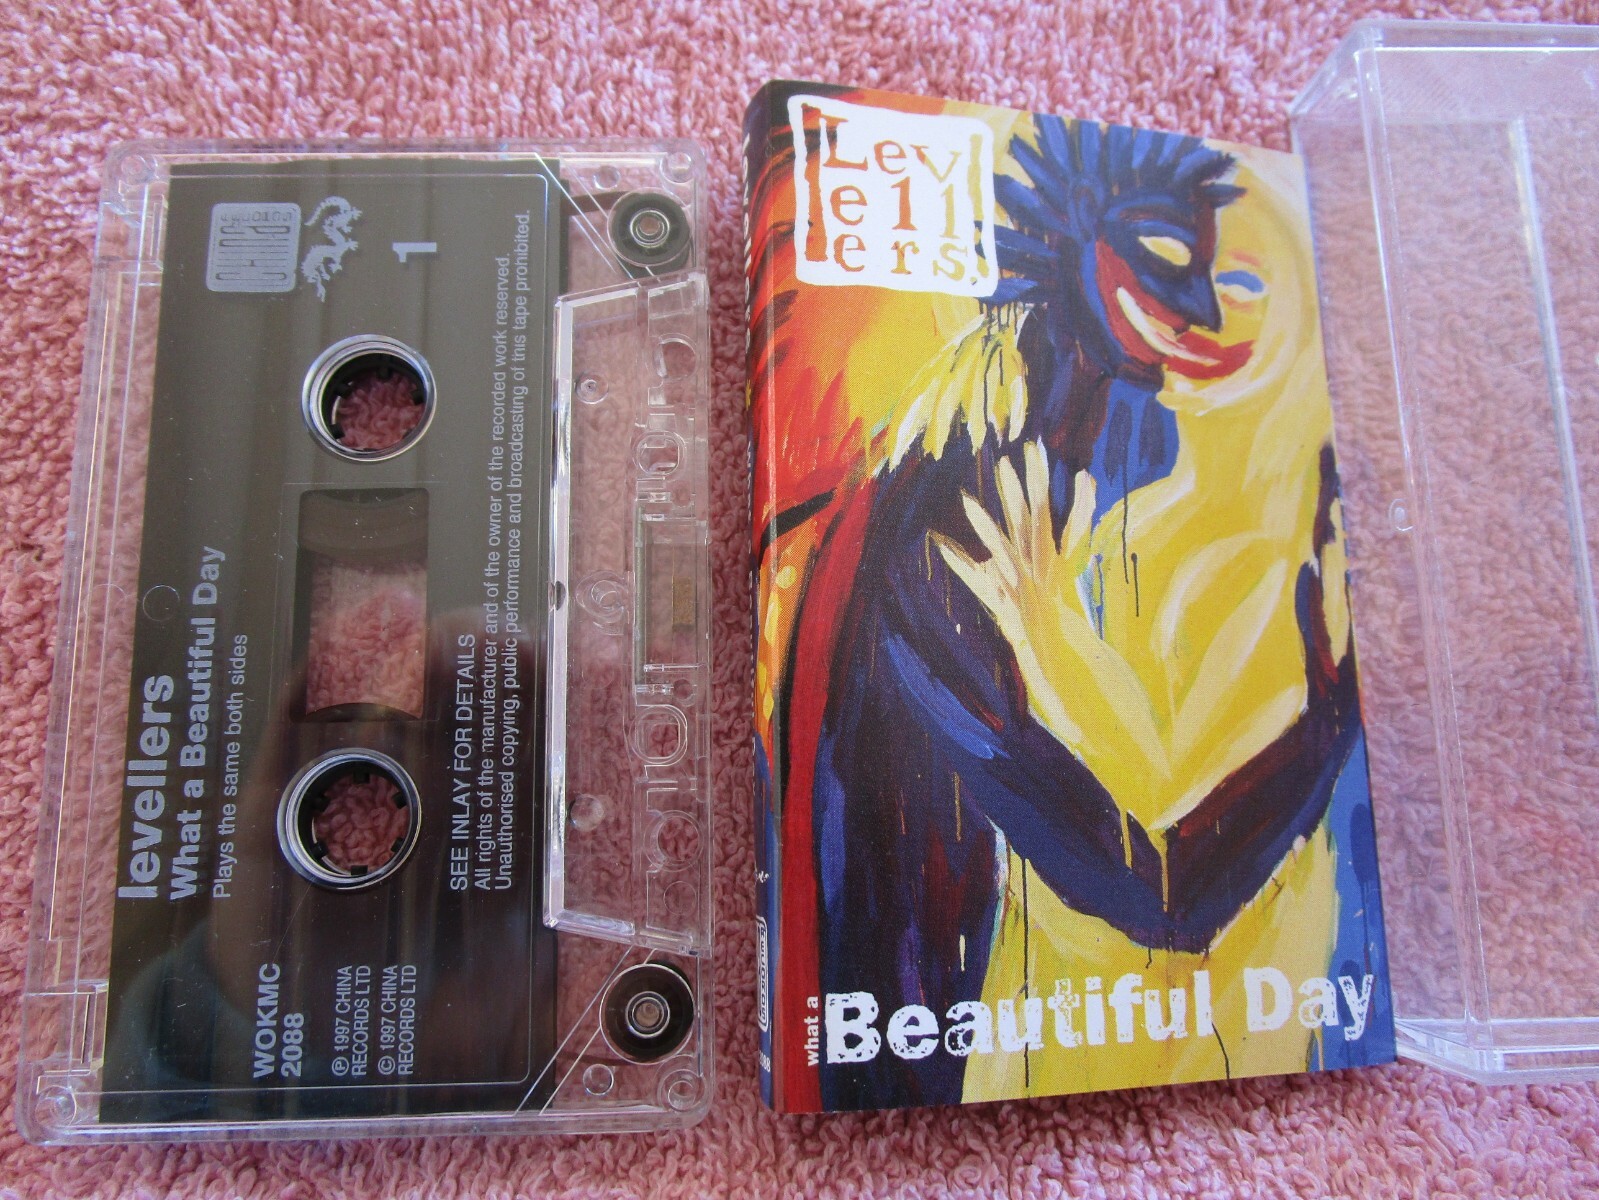 levellers
What a Beautiful Day
Plays the same both sides
CHINA
1
SEE INLAY FOR DETAILS
All rights of the manufacturer and of the owner of the recorded work reserved.
Unauthorised copying, public performance and broadcasting of this tape prohibited.
WOKMC
2088
℗ 1997 CHINA
RECORDS LTD
© 1997 CHINA
RECORDS LTD
Lev
ell
ers
what a
Beautiful Day